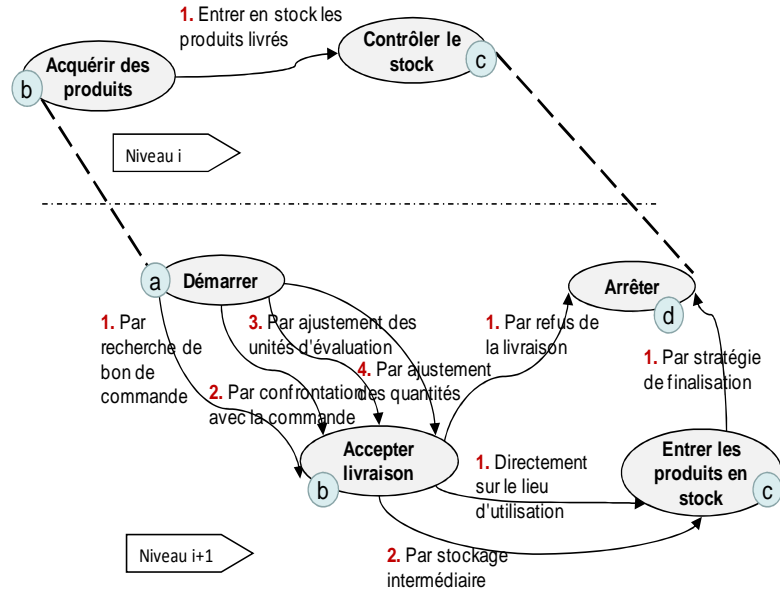 1. Entrer en stock les
produits livrés
Acquérir des
produits
b
Contrôler le
stock
c
Niveau i
a
Démarrer
Arrêter
d
1. Par
recherche de
bon de
commande
3. Par ajustement des
unités d'évaluation
2. Par confrontation
avec la commande
4. Par ajustement
des quantités
1. Par refus de
la livraison
1. Par stratégie
de finalisation
Accepter
livraison
b
1. Directement
sur le lieu
d'utilisation
Entrer les
produits en
stock
c
2. Par stockage
intermédiaire
Niveau i+1